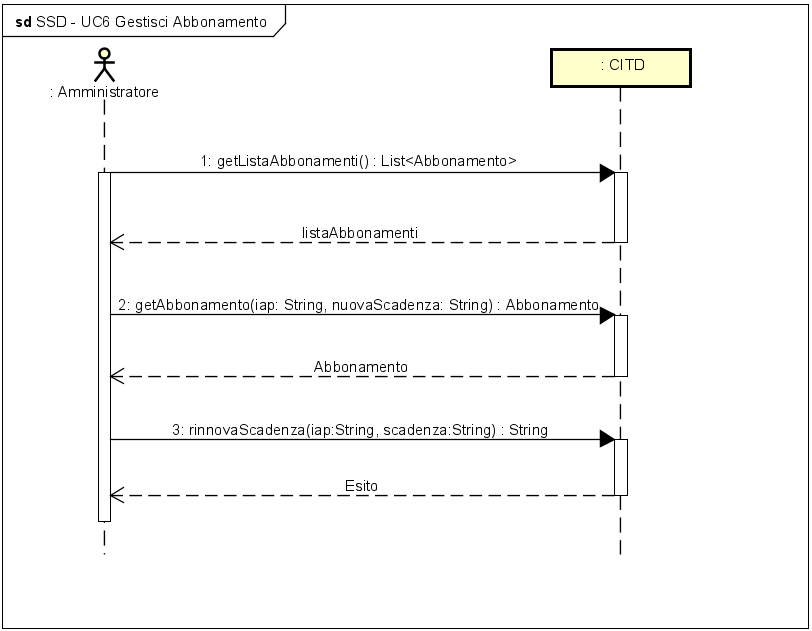 sd SSD - UC6 Gestisci Abbonamento
: Amministratore
: CITD
1: getListaAbbonamenti() : List<Abbonamento>
listaAbbonamenti
2: getAbbonamento(iap: String, nuovaScadenza: String) : Abbonamento
Abbonamento
3: rinnovaScadenza(iap:String, scadenza:String) : String
Esito